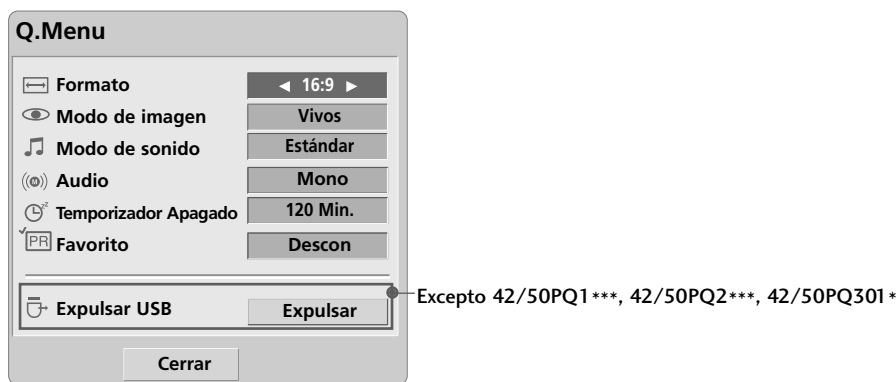 Q.Menu
Formato ◄ 16:9 ►
Modo de imagen Vivos
Modo de sonido Estándar
Audio Mono
Temporizador Apagado 120 Min.
PR Favorito Descon
Expulsar USB Expulsar
Excepto 42/50PQ1***, 42/50PQ2***, 42/50PQ301*
Cerrar